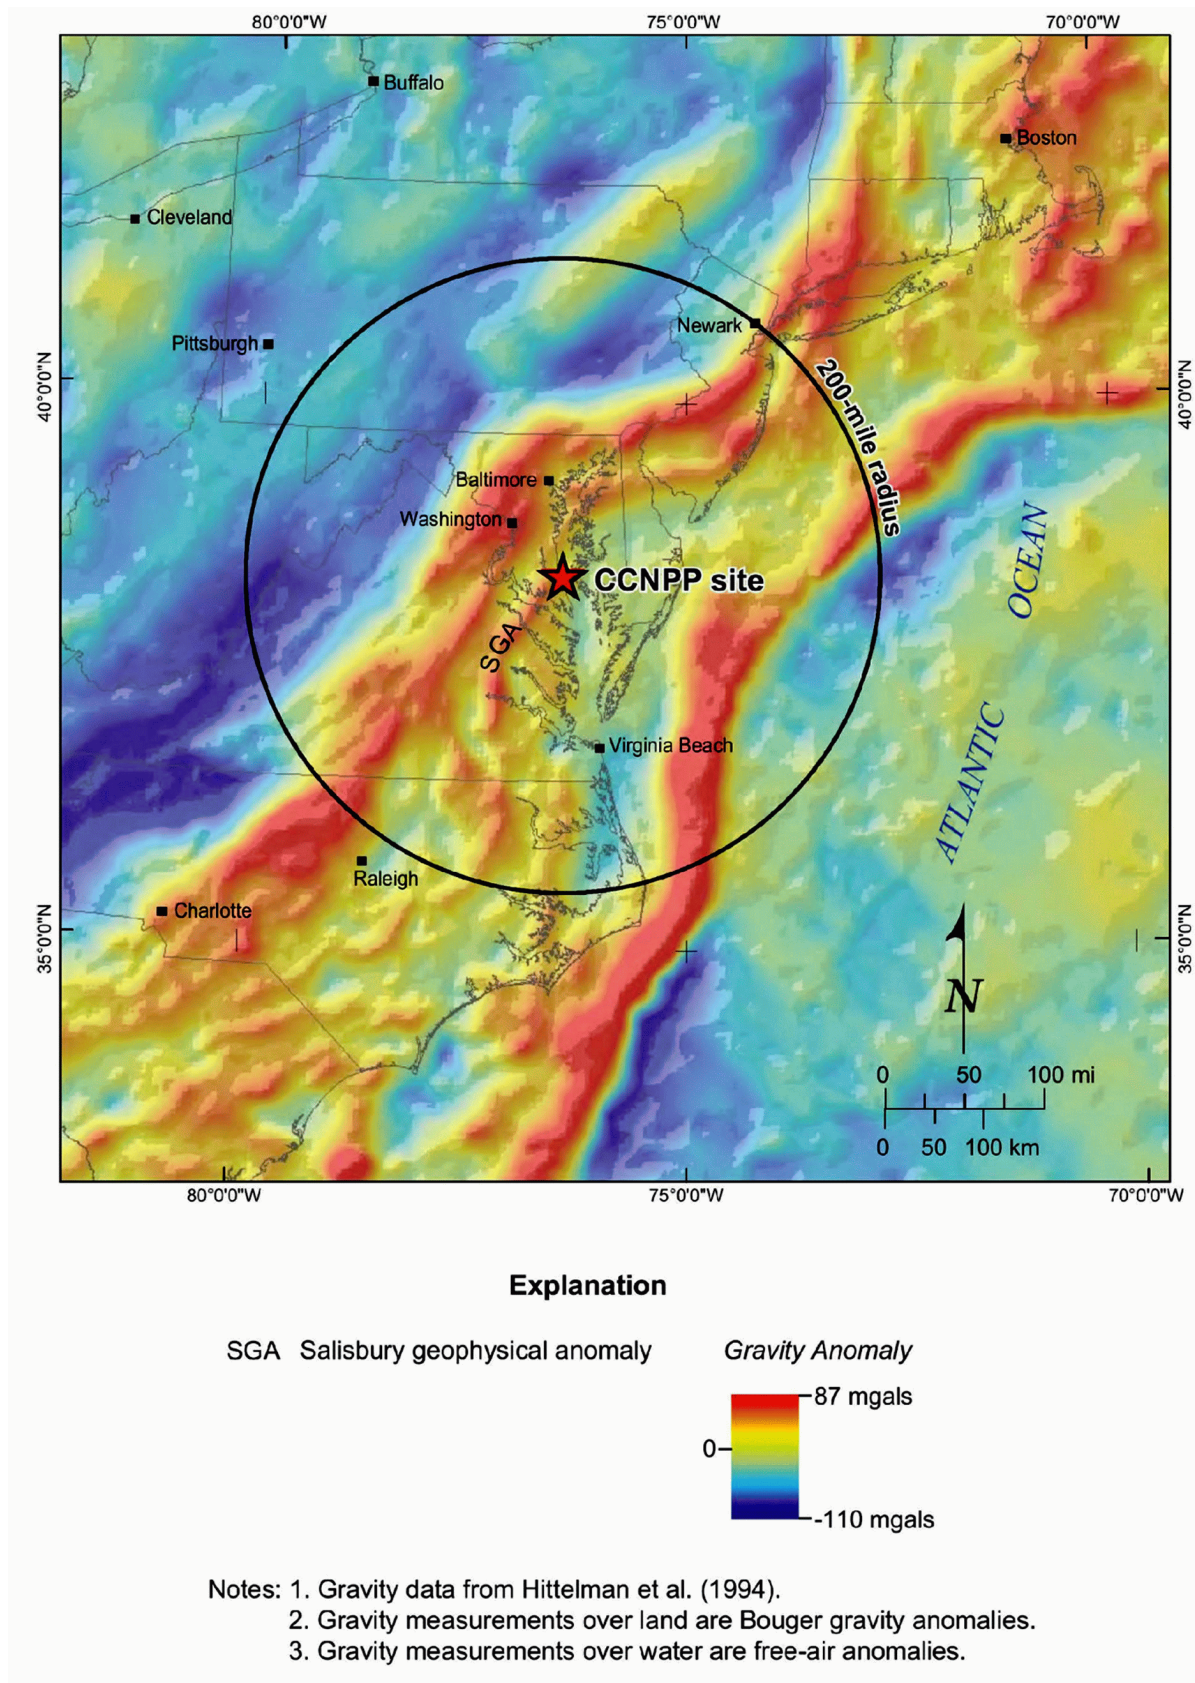 80°0'0"W 75°0'0"W 70°0'0"W
Buffalo
Boston
Cleveland
Newark
Pittsburgh
40°0'0"N
40°0'0"N
200-mile radius
Baltimore
Washington
OCEAN
CCNPP site
SGA
Virginia Beach
ATLANTIC
Raleigh
Charlotte
35°0'0"N
35°0'0"N
N
0 50 100 mi
0 50 100 km
80°0'0"W 75°0'0"W 70°0'0"W
Explanation
SGA Salisbury geophysical anomaly
Gravity Anomaly
87 mgals
0
-110 mgals
Notes: 1. Gravity data from Hittelman et al. (1994).
2. Gravity measurements over land are Bouger gravity anomalies.
3. Gravity measurements over water are free-air anomalies.